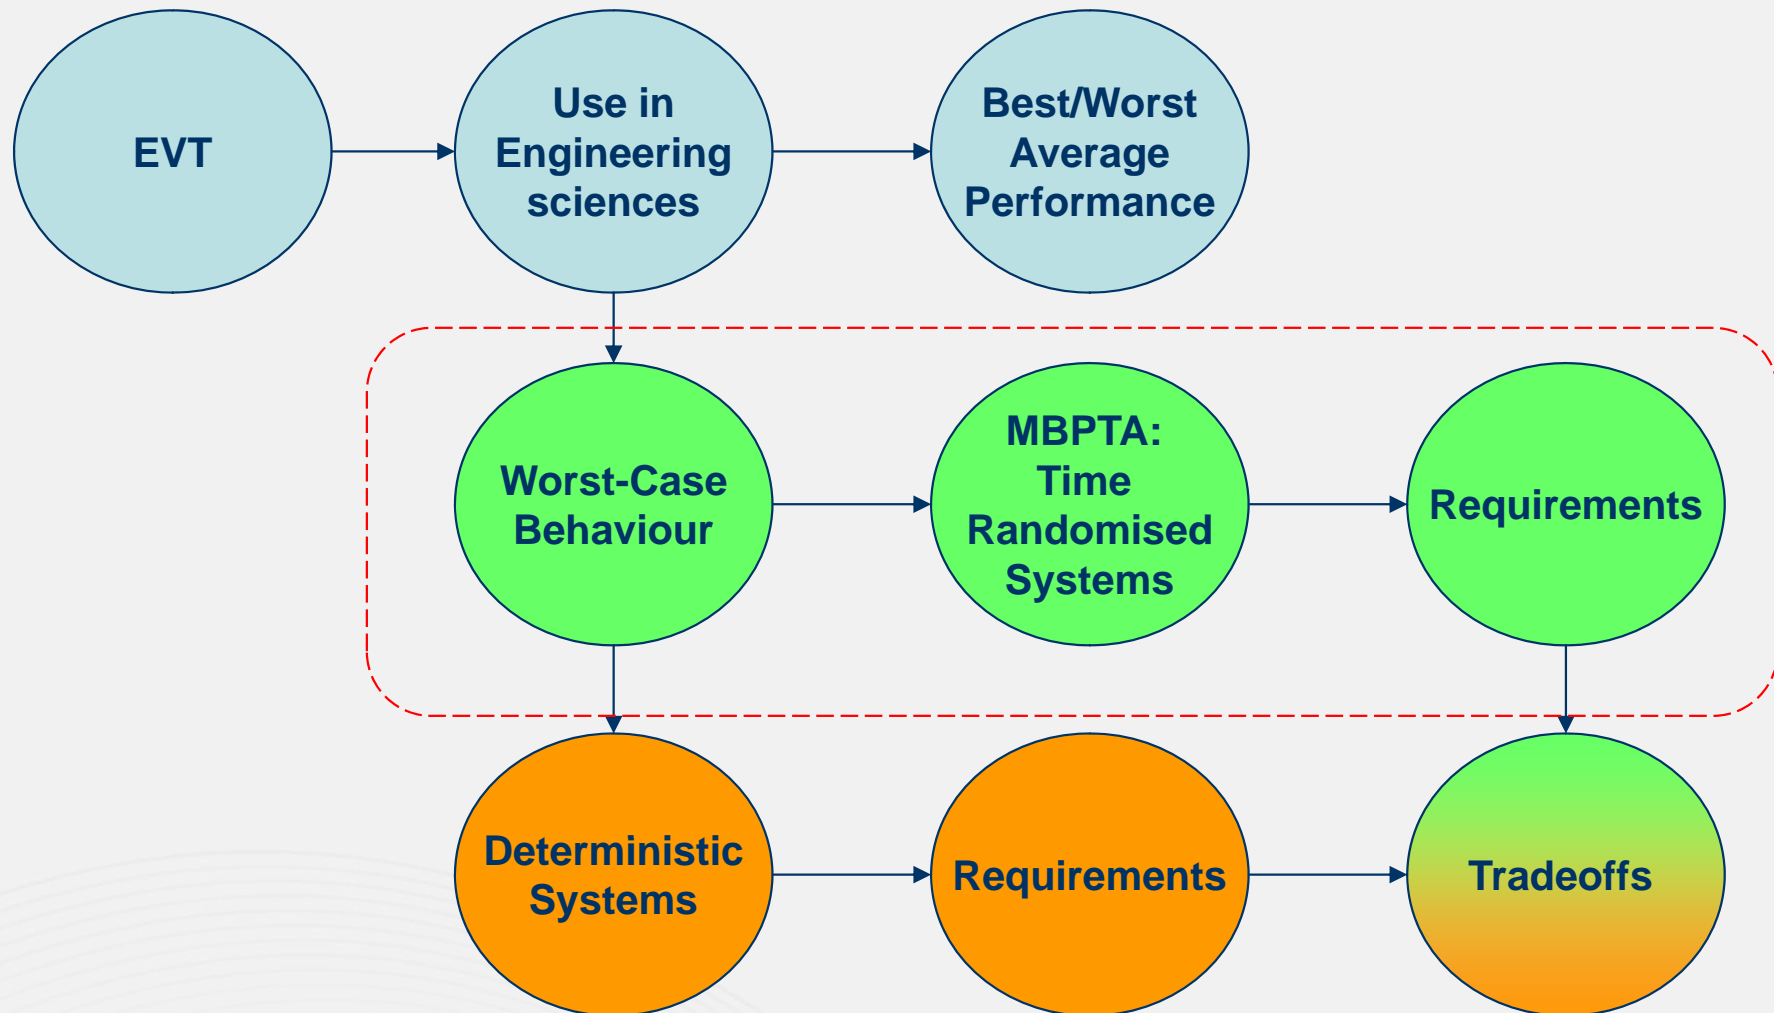 EVT
Use in
Engineering
sciences
Best/Worst
Average
Performance
Worst-Case
Behaviour
MBPTA:
Time
Randomised
Systems
Requirements
Deterministic
Systems
Requirements
Tradeoffs